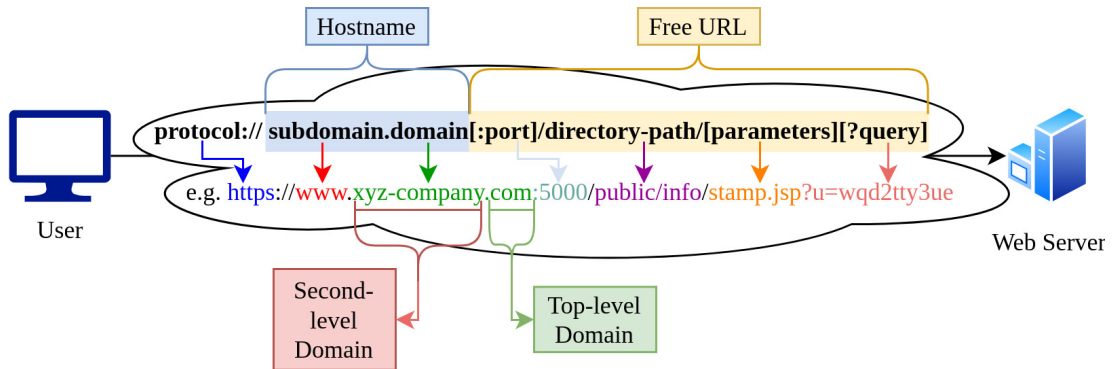 Hostname
Free URL
protocol:// subdomain.domain[:port]/directory-path/[parameters][?query]
e.g. https://www.xyz-company.com:5000/public/info/stamp.jsp?u=wqd2tty3ue
User
Web Server
Second-
level
Domain
Top-level
Domain